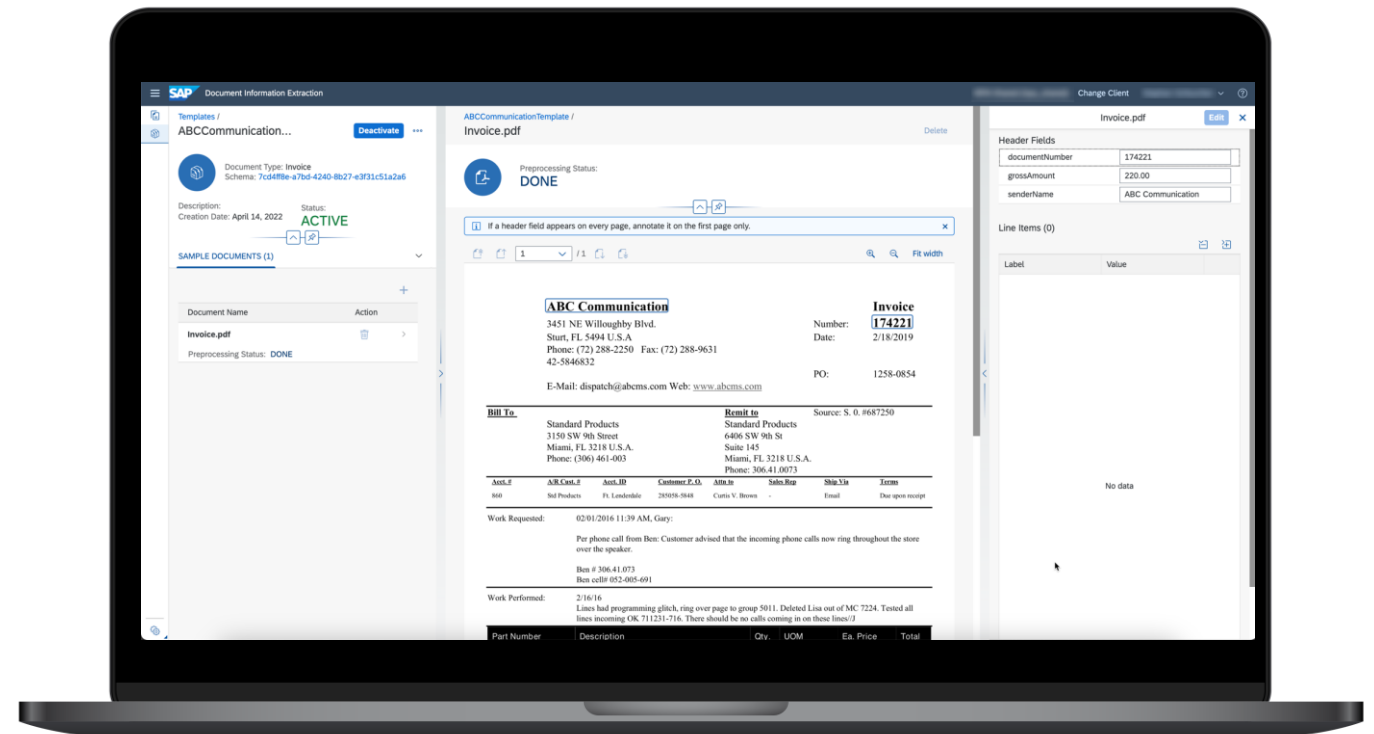 SAP Document Information Extraction
Change Client
Templates /
ABCCommunication...
Deactivate
Document Type: Invoice
Schema: 7cd4ff8e-a7bd-4240-8b27-e3f31c51a2a6
Description:
Creation Date: April 14, 2022
Status:
ACTIVE
SAMPLE DOCUMENTS (1)
Document Name Action
Invoice.pdf
Preprocessing Status: DONE
ABCCommunicationTemplate /
Invoice.pdf
Delete
Preprocessing Status:
DONE
If a header field appears on every page, annotate it on the first page only.
1 / 1
Fit width
ABC Communication Invoice
3451 NE Willoughby Blvd. Number: 174221
Sturt, FL 5494 U.S.A Date: 2/18/2019
Phone: (72) 288-2250 Fax: (72) 288-9631
42-5846832
PO: 1258-0854
E-Mail: dispatch@abcms.com Web: www.abcms.com
Bill To Remit to Source: S. 0. #687250
Standard Products Standard Products
3150 SW 9th Street 6406 SW 9th St
Miami, FL 3218 U.S.A. Suite 145
Phone: (306) 461-003 Miami, FL 3218 U.S.A.
Phone: 306.41.0073
Acct. # A/R Cust. # Acct. ID Customer P. O. Attn to Sales Rep Ship Via Terms
860 Std Products Ft. Lenderdale 285058-5848 Curtis V. Brown - Email Due upon receipt
Work Requested: 02/01/2016 11:39 AM, Gary:
Per phone call from Ben: Customer advised that the incoming phone calls now ring throughout the store
over the speaker.
Ben # 306.41.073
Ben cell# 052-005-691
Work Performed: 2/16/16
Lines had programming glitch, ring over page to group 5011. Deleted Lisa out of MC 7224. Tested all
lines incoming OK 711231-716. There should be no calls coming in on these lines//J
Part Number Description Qty. UOM Ea. Price Total
Invoice.pdf
Edit
Header Fields
documentNumber 174221
grossAmount 220.00
senderName ABC Communication
Line Items (0)
Label Value
No data